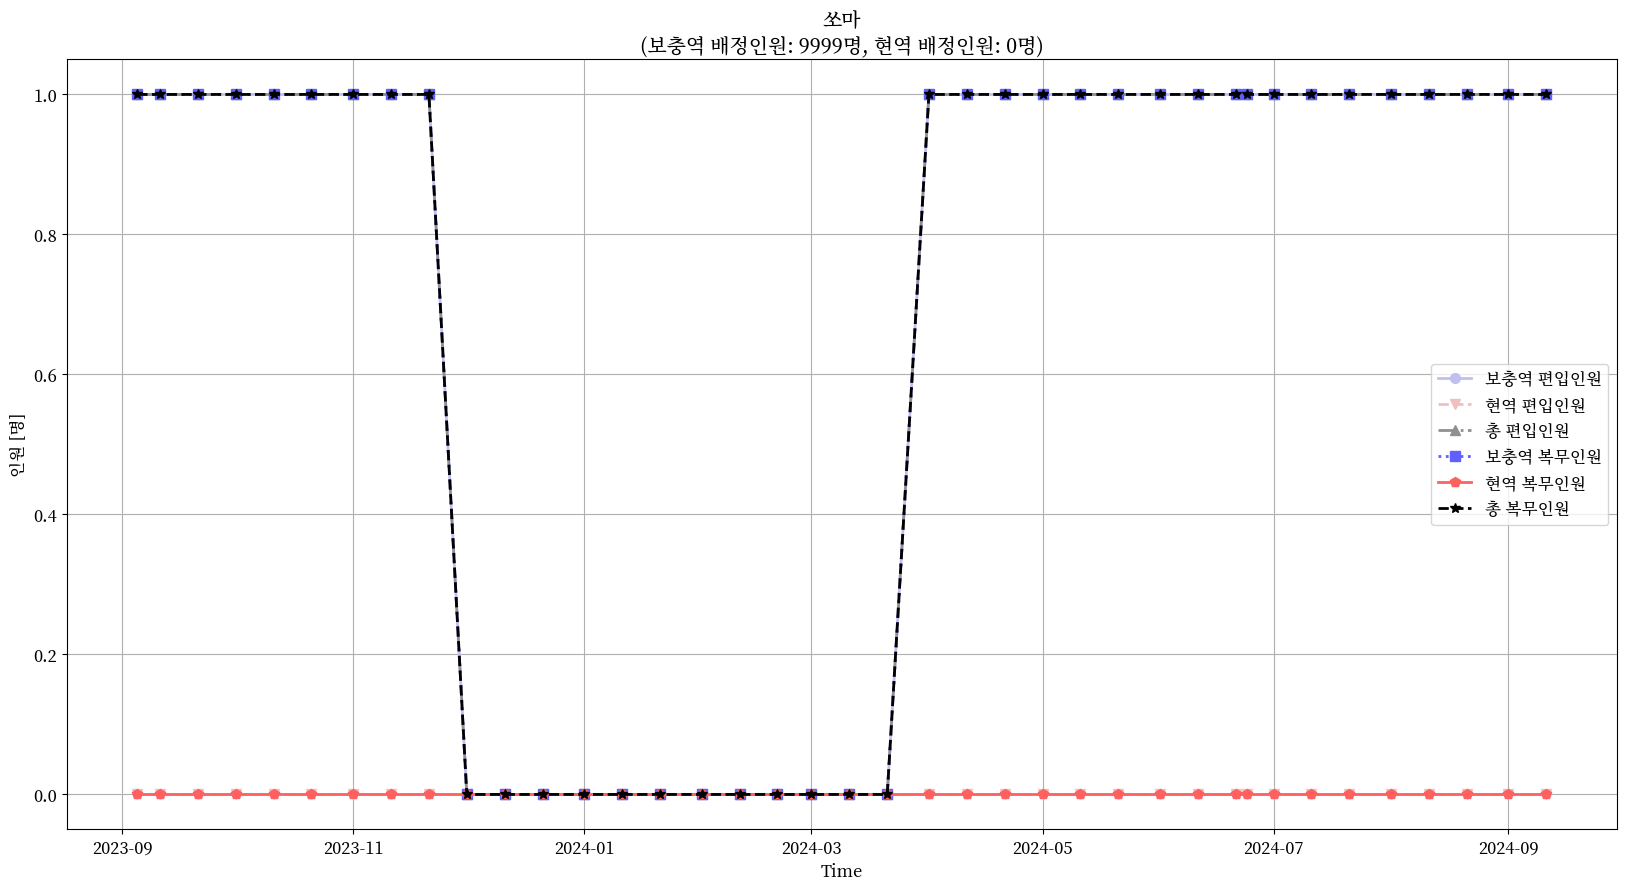 쏘마
(보충역 배정인원: 9999명, 현역 배정인원: 0명)
인원 [명]
1.0
0.8
0.6
0.4
0.2
0.0
보충역 편입인원
현역 편입인원
총 편입인원
보충역 복무인원
현역 복무인원
총 복무인원
2023-09 2023-11 2024-01 2024-03 2024-05 2024-07 2024-09
Time